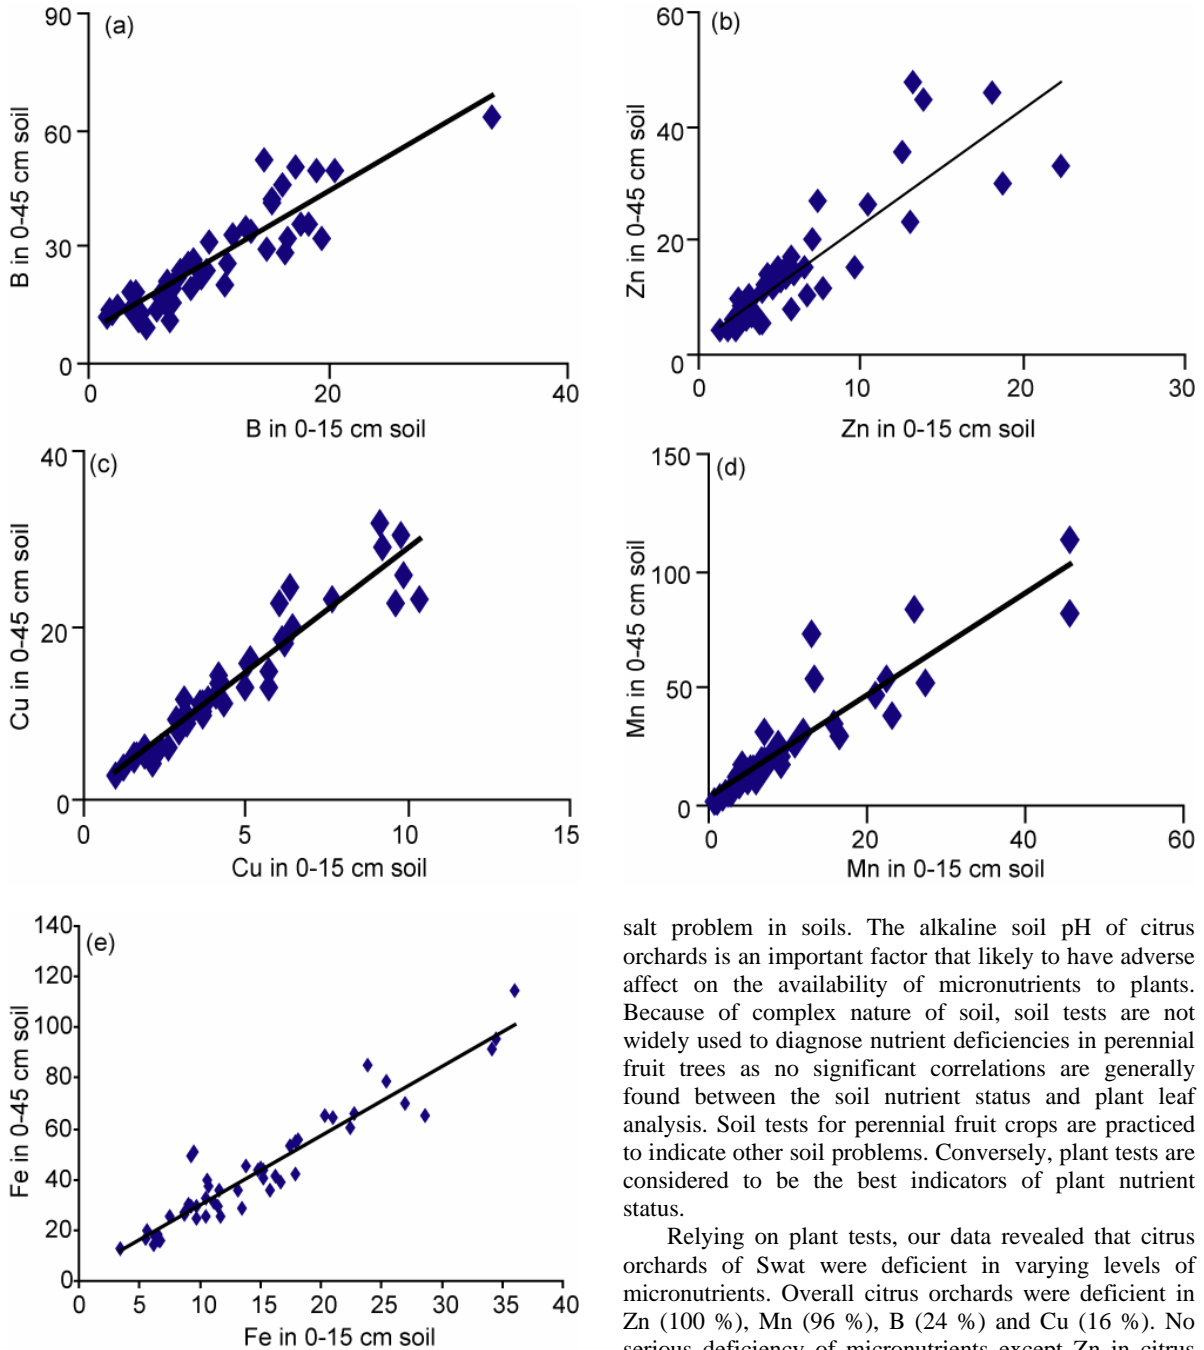 (a)
90
60
30
0
0
20
40
B in 0-45 cm soil
B in 0-15 cm soil
(b)
60
40
20
0
0
10
20
30
Zn in 0-45 cm soil
Zn in 0-15 cm soil
(c)
40
20
0
0
5
10
15
Cu in 0-45 cm soil
Cu in 0-15 cm soil
(d)
150
100
50
0
0
20
40
60
Mn in 0-45 cm soil
Mn in 0-15 cm soil
(e)
140
120
100
80
60
40
20
0
0
5
10
15
20
25
30
35
40
Fe in 0-45 cm soil
Fe in 0-15 cm soil
salt problem in soils. The alkaline soil pH of citrus
orchards is an important factor that likely to have adverse
affect on the availability of micronutrients to plants.
Because of complex nature of soil, soil tests are not
widely used to diagnose nutrient deficiencies in perennial
fruit trees as no significant correlations are generally
found between the soil nutrient status and plant leaf
analysis. Soil tests for perennial fruit crops are practiced
to indicate other soil problems. Conversely, plant tests are
considered to be the best indicators of plant nutrient
status.
Relying on plant tests, our data revealed that citrus
orchards of Swat were deficient in varying levels of
micronutrients. Overall citrus orchards were deficient in
Zn (100 %), Mn (96 %), B (24 %) and Cu (16 %). No
serious deficiency of micronutrients except Zn in citrus